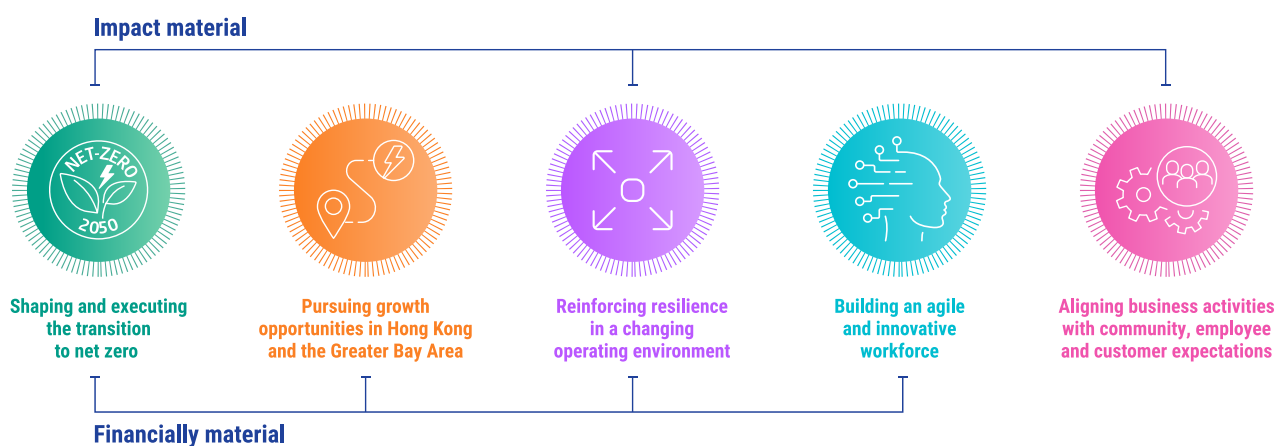 Impact material
NET-ZERO
2050
Shaping and executing
the transition
to net zero
Pursuing growth
opportunities in Hong Kong
and the Greater Bay Area
Reinforcing resilience
in a changing
operating environment
Building an agile
and innovative
workforce
Aligning business activities
with community, employee
and customer expectations
Financially material